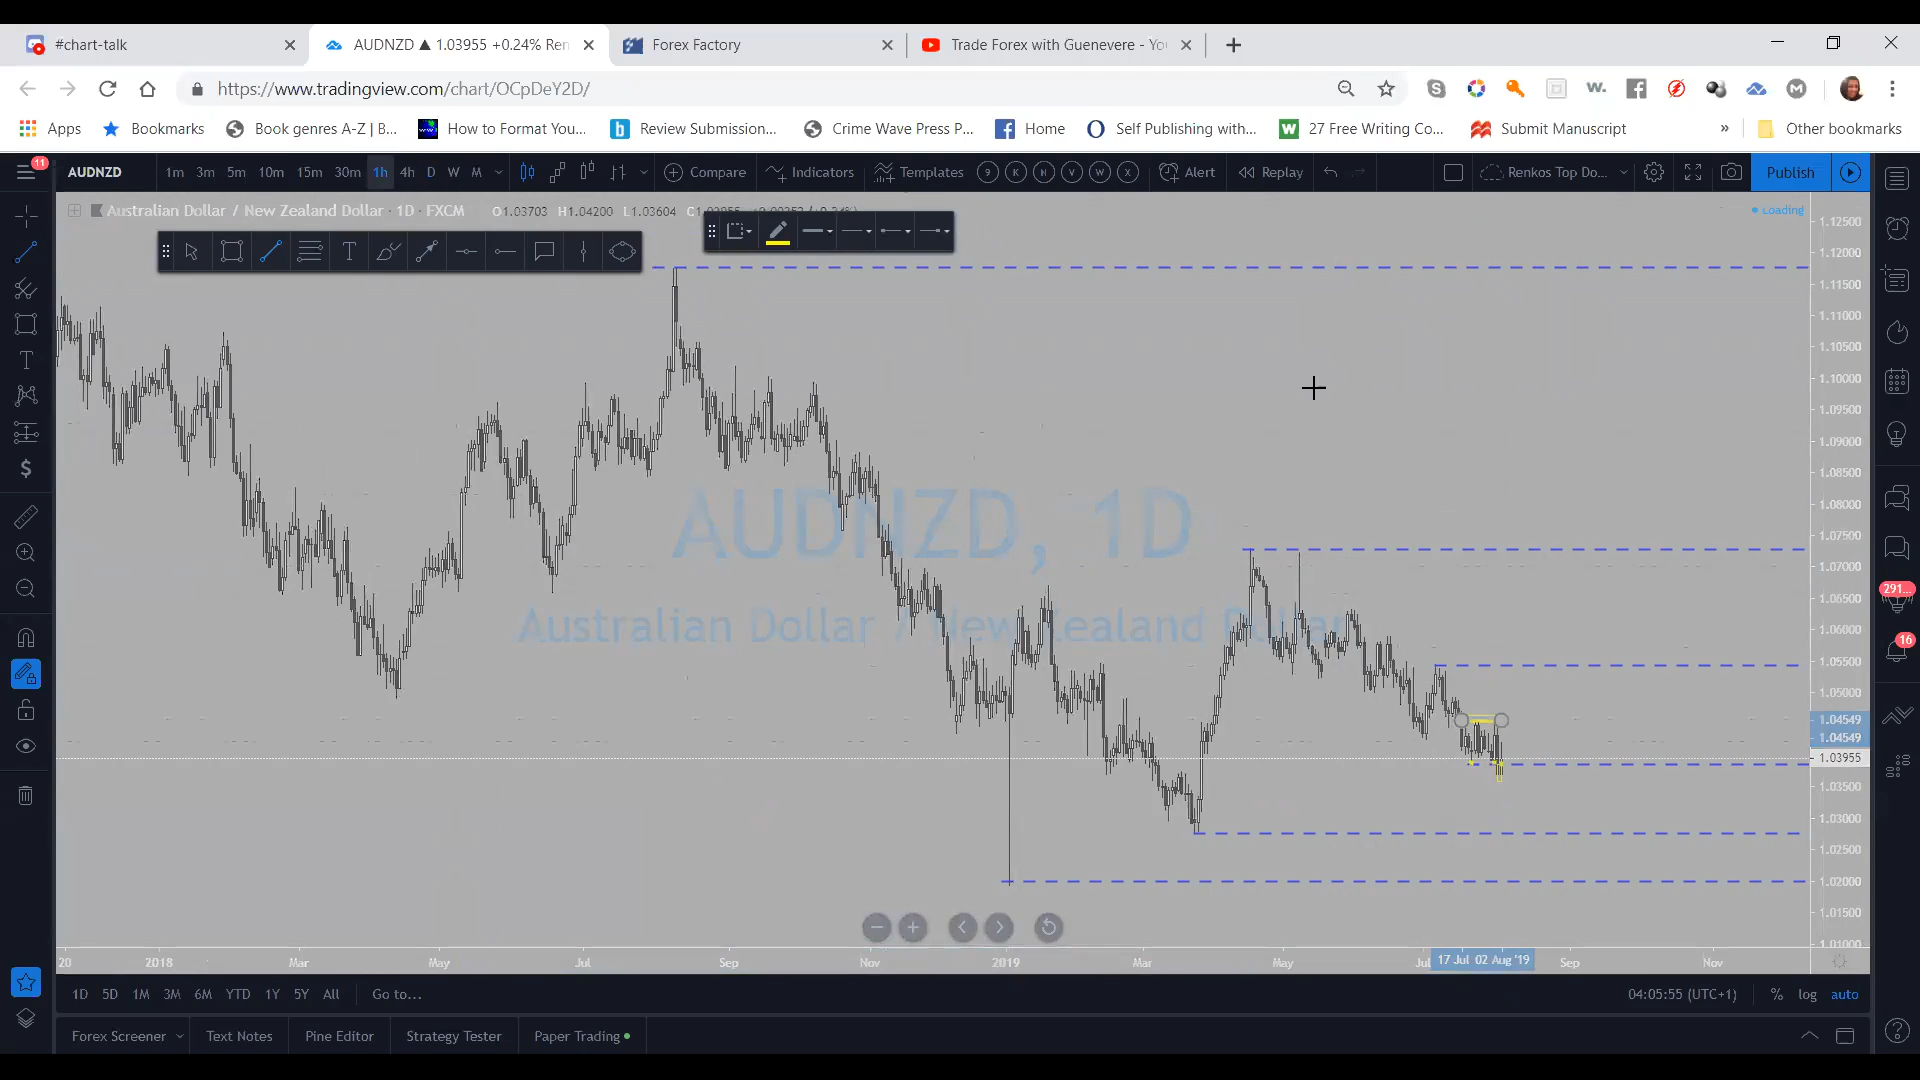 #chart-talk
AUDNZD ▲ 1.03955 +0.24% Ren
Forex Factory
Trade Forex with Guenevere - Yo
https://www.tradingview.com/chart/OCpDeY2D/
Apps
Bookmarks
Book genres A-Z | B...
How to Format You...
Review Submission...
Crime Wave Press P...
Home
Self Publishing with...
27 Free Writing Co...
Submit Manuscript
»
Other bookmarks
11
AUDNZD
1m 3m 5m 10m 15m 30m 1h 4h D W M
Compare
Indicators
Templates
9 K N V W X
Alert
Replay
Renkos Top Do...
Publish
Australian Dollar / New Zealand Dollar · 1D · FXCM
O1.03703 H1.04200 L1.03604
Loading
1.12500
1.12000
1.11500
1.11000
1.10500
1.10000
1.09500
1.09000
1.08500
1.08000
1.07500
1.07000
1.06500
1.06000
1.05500
1.05000
1.04549
1.04549
1.03955
1.03500
1.03000
1.02500
1.02000
1.01500
1.01000
AUDNZD, 1D
Australian Dollar / New Zealand Dollar
291...
16
20 2018 Mar May Jul Sep Nov 2019 Mar May Jul 17 Jul 02 Aug '19 Sep Nov
1D 5D 1M 3M 6M YTD 1Y 5Y All Go to...
04:05:55 (UTC+1) % log auto
Forex Screener Text Notes Pine Editor Strategy Tester Paper Trading